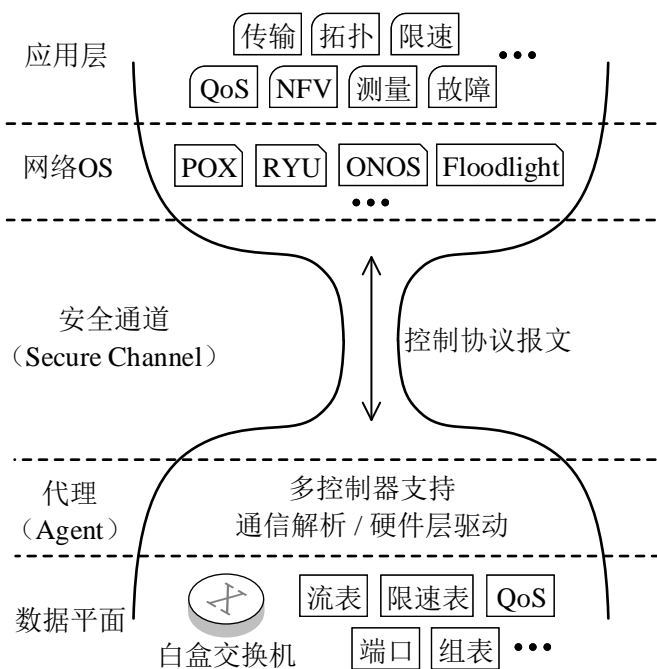 应用层
传输 拓扑 限速
•••
QoS NFV 测量 故障
网络OS
POX RYU ONOS Floodlight
•••
安全通道
（Secure Channel）
控制协议报文
代理
（Agent）
多控制器支持
通信解析 / 硬件层驱动
数据平面
白盒交换机
流表 限速表 QoS
端口 组表 •••